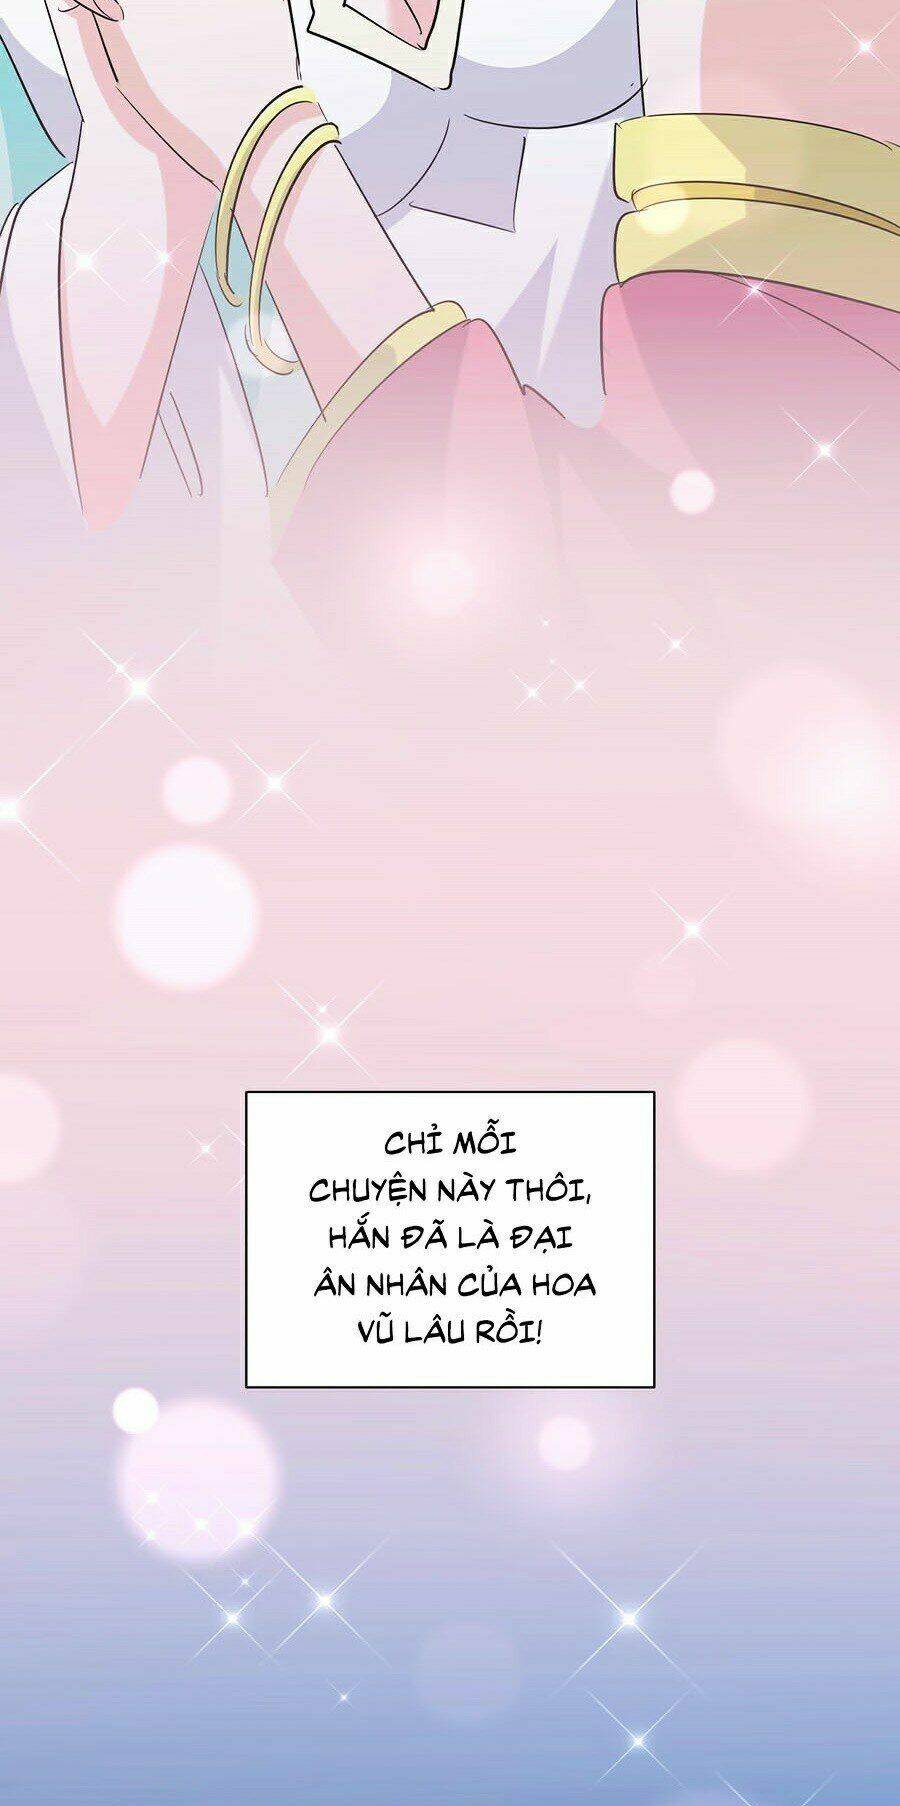 CHỈ MỖI
CHUYỆN NÀY THÔI,
HẮN ĐÃ LÀ ĐẠI
ÂN NHÂN CỦA HOA
VŨ LÂU RỒI!